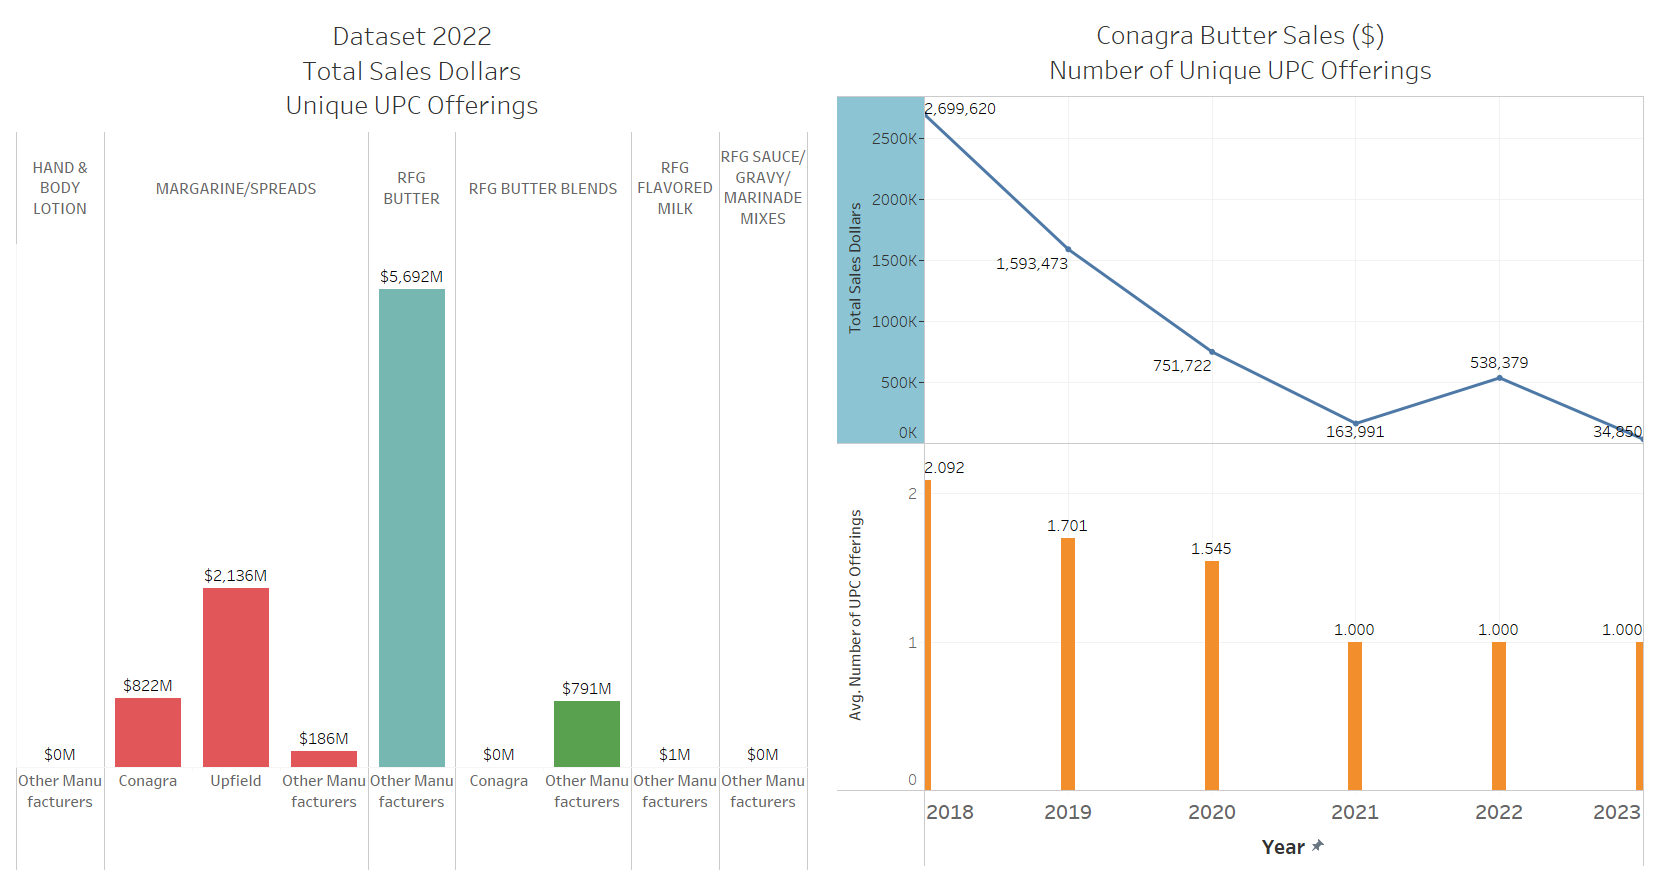 Dataset 2022
Total Sales Dollars
Unique UPC Offerings
HAND &
BODY
LOTION
MARGARINE/SPREADS
RFG
BUTTER
RFG BUTTER BLENDS
RFG
FLAVORED
MILK
RFG SAUCE/
GRAVY/
MARINADE
MIXES
$0M
$822M
$2,136M
$186M
$5,692M
$0M
$791M
$1M
$0M
Other Manu
facturers
Conagra
Upfield
Other Manu
facturers
Other Manu
facturers
Conagra
Other Manu
facturers
Other Manu
facturers
Other Manu
facturers
Conagra Butter Sales ($)
Number of Unique UPC Offerings
Total Sales Dollars
2500K
2000K
1500K
1000K
500K
0K
2,699,620
1,593,473
751,722
163,991
538,379
34,850
Avg. Number of UPC Offerings
2
1
0
2.092
1.701
1.545
1.000
1.000
1.000
2018 2019 2020 2021 2022 2023
Year